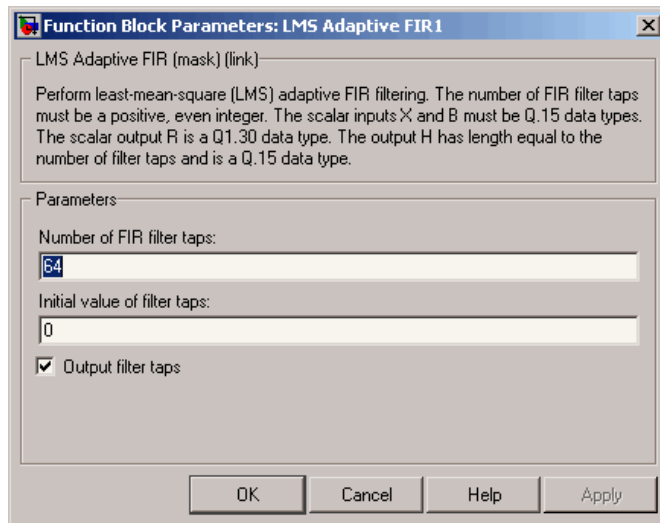 Function Block Parameters: LMS Adaptive FIR1
LMS Adaptive FIR (mask) (link)
Perform least-mean-square (LMS) adaptive FIR filtering. The number of FIR filter taps
must be a positive, even integer. The scalar inputs X and B must be Q.15 data types.
The scalar output R is a Q1.30 data type. The output H has length equal to the
number of filter taps and is a Q.15 data type.
Parameters
Number of FIR filter taps:
64
Initial value of filter taps:
0
Output filter taps
OK Cancel Help Apply